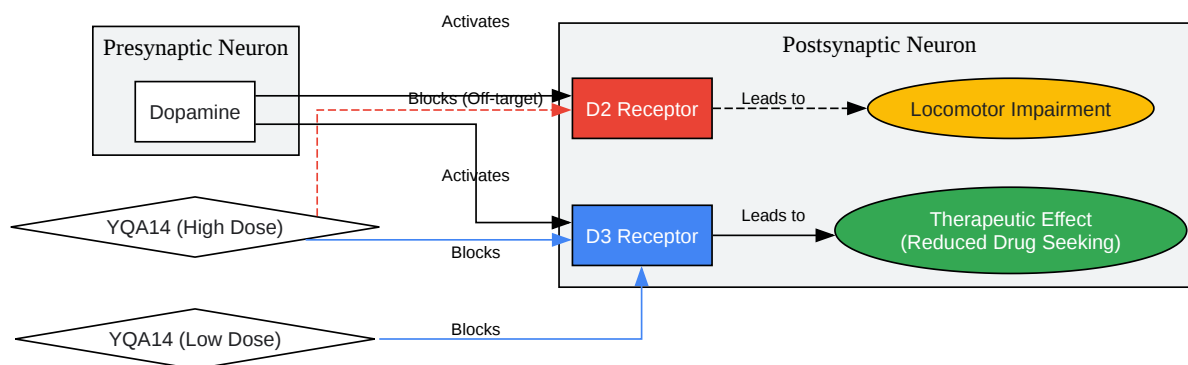 Activates
Presynaptic Neuron
Postsynaptic Neuron
Dopamine
Blocks (Off-target)
D2 Receptor
Leads to
Locomotor Impairment
Activates
YQA14 (High Dose)
Blocks
D3 Receptor
Leads to
Therapeutic Effect
(Reduced Drug Seeking)
YQA14 (Low Dose)
Blocks